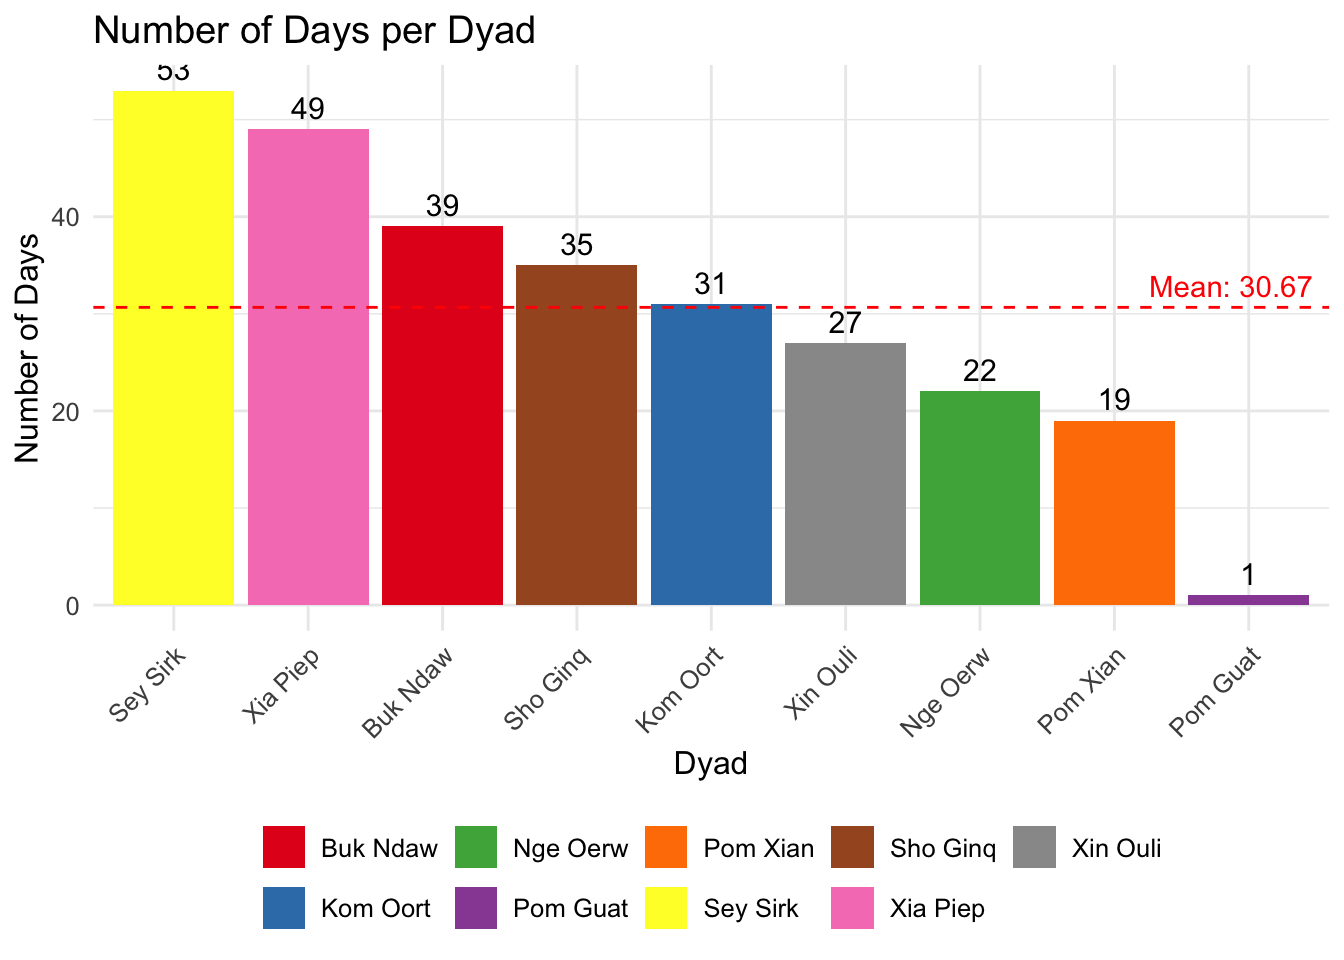 Number of Days per Dyad
53
49
39
35
31
27
22
19
1
Mean: 30.67
Number of Days
40
20
0
Sey Sirk
Xia Piep
Buk Ndaw
Sho Ginq
Kom Oort
Xin Ouli
Nge Oerw
Pom Xian
Pom Guat
Dyad
Buk Ndaw Nge Oerw Pom Xian Sho Ginq Xin Ouli
Kom Oort Pom Guat Sey Sirk Xia Piep